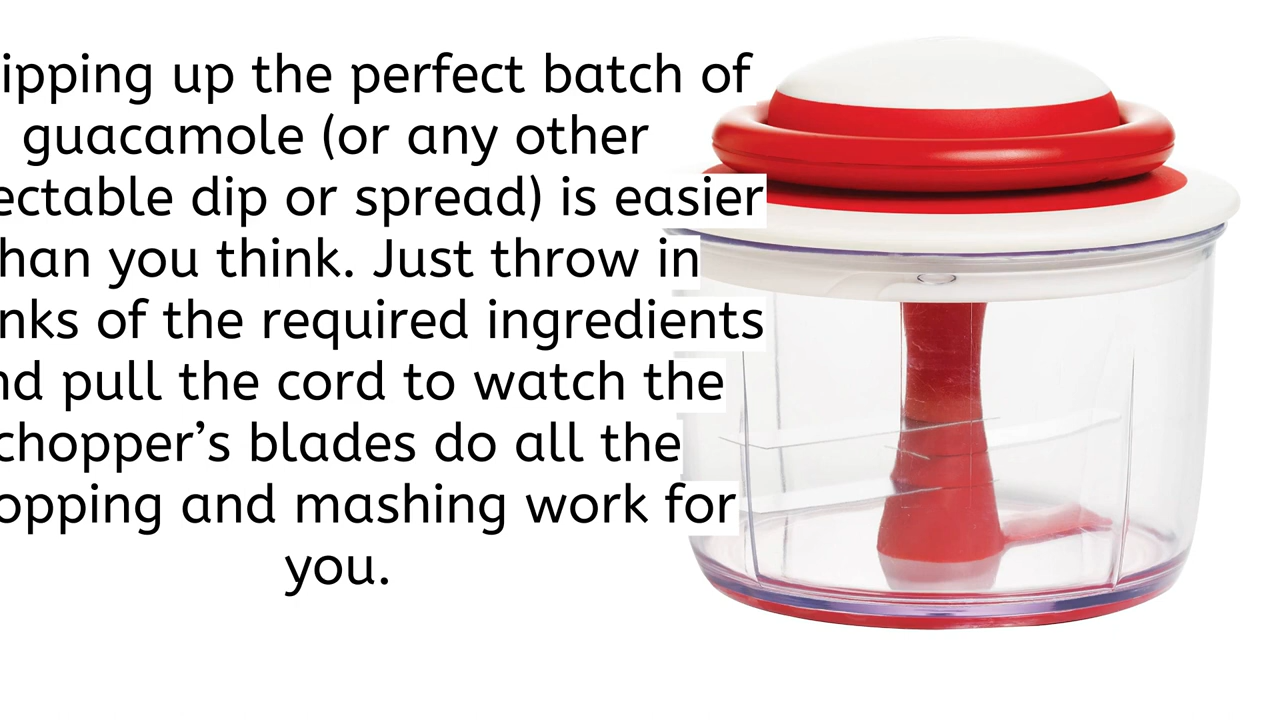 ipping up the perfect batch of
guacamole (or any other
ectable dip or spread) is easier
han you think. Just throw in
nks of the required ingredients
nd pull the cord to watch the
chopper’s blades do all the
opping and mashing work for
you.